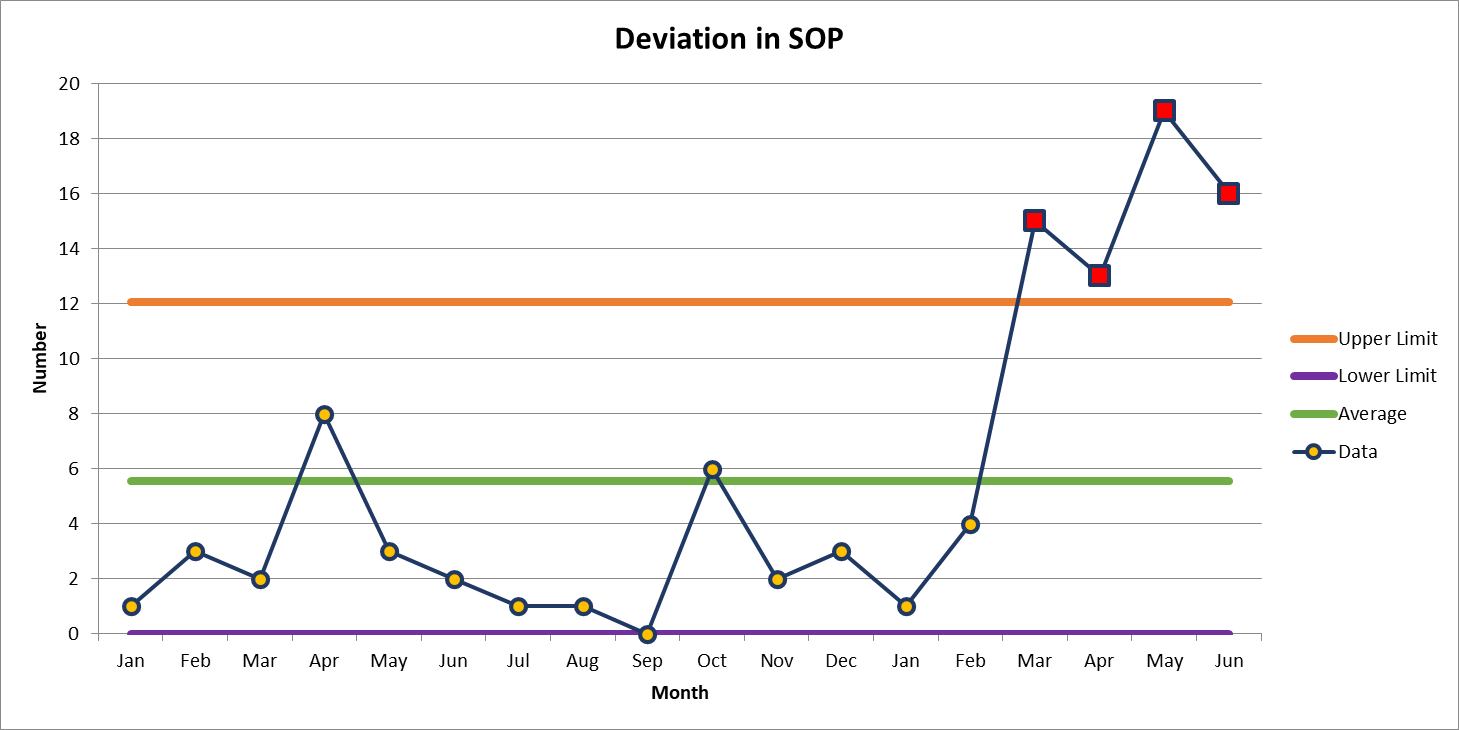 Deviation in SOP
20
18
16
14
12
10
8
6
4
2
0
Number
Jan Feb Mar Apr May Jun Jul Aug Sep Oct Nov Dec Jan Feb Mar Apr May Jun
Month
Upper Limit
Lower Limit
Average
Data